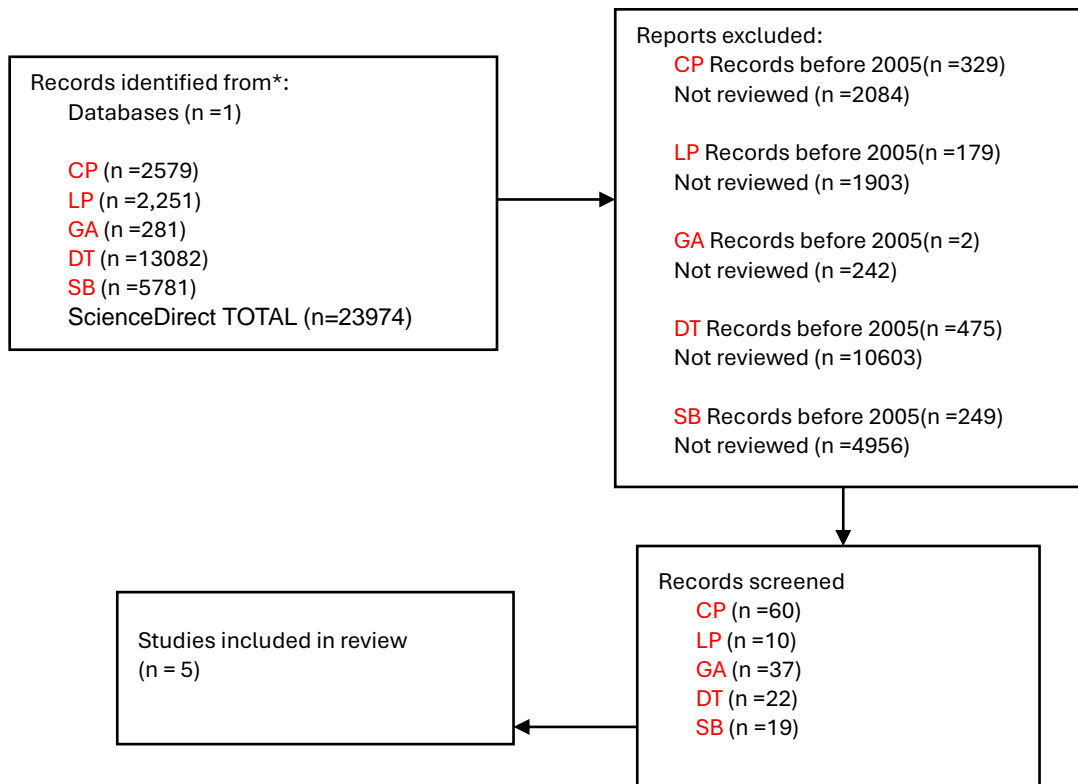 Records identified from*:
Databases (n =1)
CP (n =2579)
LP (n =2,251)
GA (n =281)
DT (n =13082)
SB (n =5781)
ScienceDirect TOTAL (n=23974)
Reports excluded:
CP Records before 2005(n =329)
Not reviewed (n =2084)
LP Records before 2005(n =179)
Not reviewed (n =1903)
GA Records before 2005(n =2)
Not reviewed (n =242)
DT Records before 2005(n =475)
Not reviewed (n =10603)
SB Records before 2005(n =249)
Not reviewed (n =4956)
Records screened
CP (n =60)
LP (n =10)
GA (n =37)
DT (n =22)
SB (n =19)
Studies included in review
(n = 5)